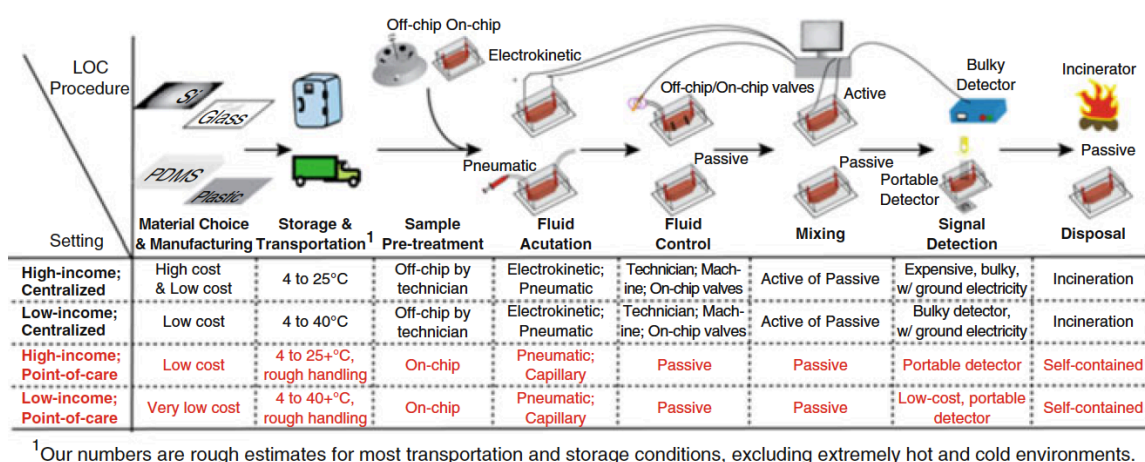 LOC
Procedure
Si
Glass
PDMS
Plastic
Off-chip On-chip
Electrokinetic
Pneumatic
Off-chip/On-chip valves
Passive
Active
Passive
Bulky
Detector
Portable
Detector
Incinerator
Passive
Setting
Material Choice
& Manufacturing
Storage &
Transportation1
Sample
Pre-treatment
Fluid
Acutation
Fluid
Control
Mixing
Signal
Detection
Disposal
High-income;
Centralized
High cost
& Low cost
4 to 25°C
Off-chip by
technician
Electrokinetic;
Pneumatic
Technician; Mach-
ine; On-chip valves
Active of Passive
Expensive, bulky,
w/ ground electricity
Incineration
Low-income;
Centralized
Low cost
4 to 40°C
Off-chip by
technician
Electrokinetic;
Pneumatic
Technician; Mach-
ine; On-chip valves
Active of Passive
Bulky detector,
w/ ground electricity
Incineration
High-income;
Point-of-care
Low cost
4 to 25+°C,
rough handling
On-chip
Pneumatic;
Capillary
Passive
Passive
Portable detector
Self-contained
Low-income;
Point-of-care
Very low cost
4 to 40+°C,
rough handling
On-chip
Pneumatic;
Capillary
Passive
Passive
Low-cost, portable
detector
Self-contained
1Our numbers are rough estimates for most transportation and storage conditions, excluding extremely hot and cold environments.